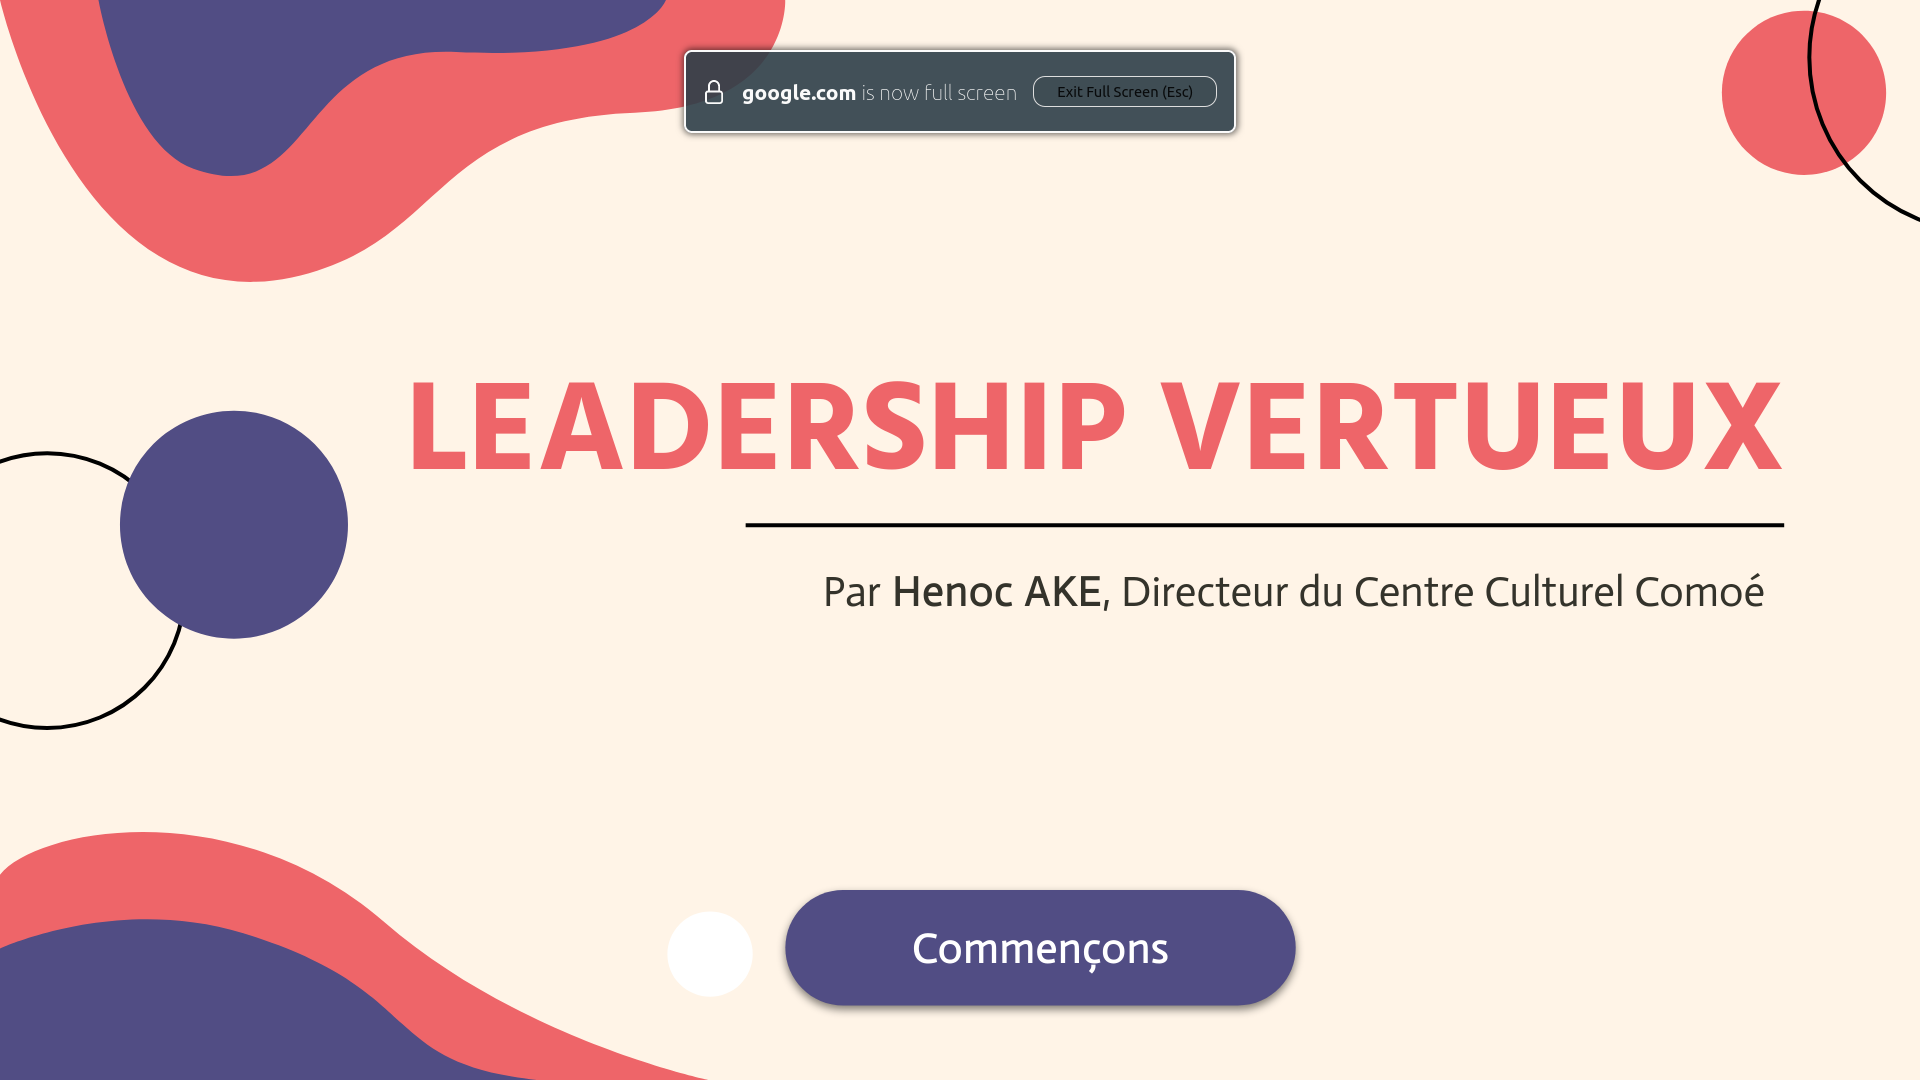 google.com is now full screen Exit Full Screen (Esc)
LEADERSHIP VERTUEUX
Par Henoc AKE, Directeur du Centre Culturel Comoé
Commençons